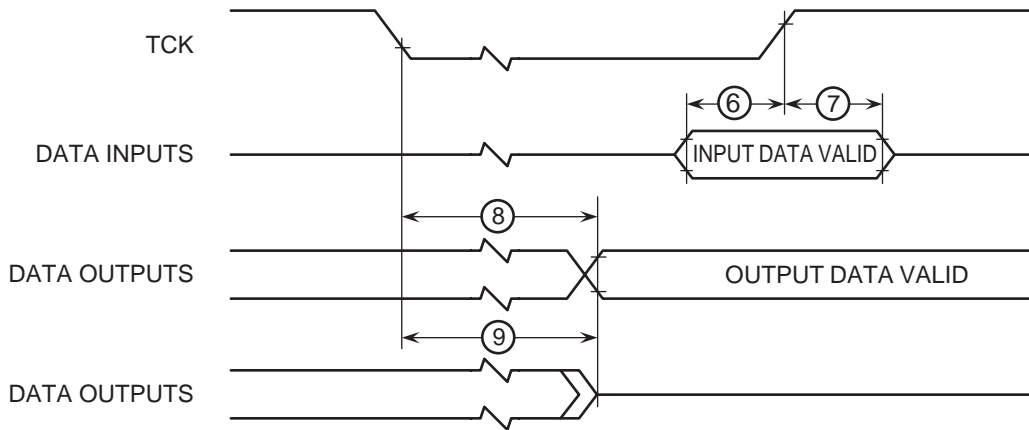 TCK
6 7
DATA INPUTS INPUT DATA VALID
8
DATA OUTPUTS OUTPUT DATA VALID
9
DATA OUTPUTS